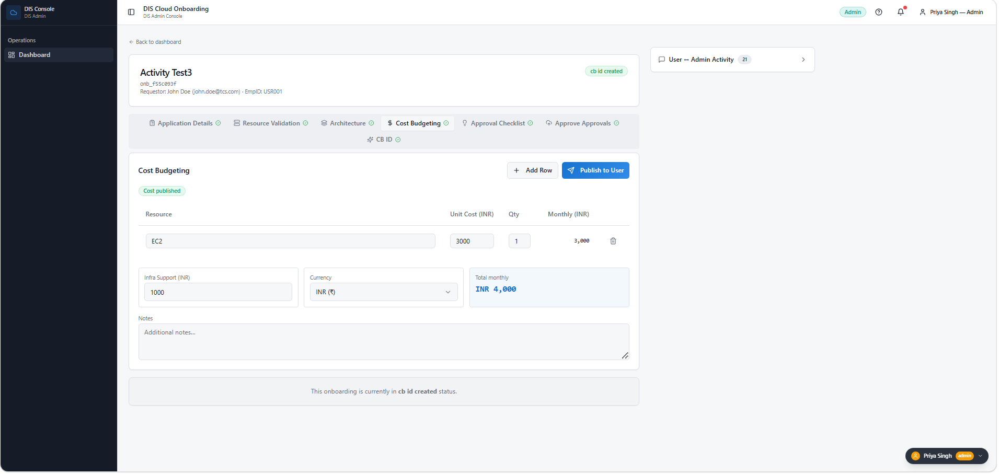 DIS Console
DIS Admin
Operations
Dashboard
DIS Cloud Onboarding
DIS Admin Console
Admin
Priya Singh — Admin
← Back to dashboard
Activity Test3
onb_f55c093f
Requestor: John Doe (john.doe@tcs.com) · EmpID: USR001
cb id created
User ↔ Admin Activity 21
Application Details
Resource Validation
Architecture
$ Cost Budgeting
Approval Checklist
Approve Approvals
CB ID
Cost Budgeting
+ Add Row
Publish to User
Cost published
Resource Unit Cost (INR) Qty Monthly (INR)
EC2 3000 1 3,000
Infra Support (INR)
1000
Currency
INR (₹)
Total monthly
INR 4,000
Notes
Additional notes...
This onboarding is currently in cb id created status.
Priya Singh admin